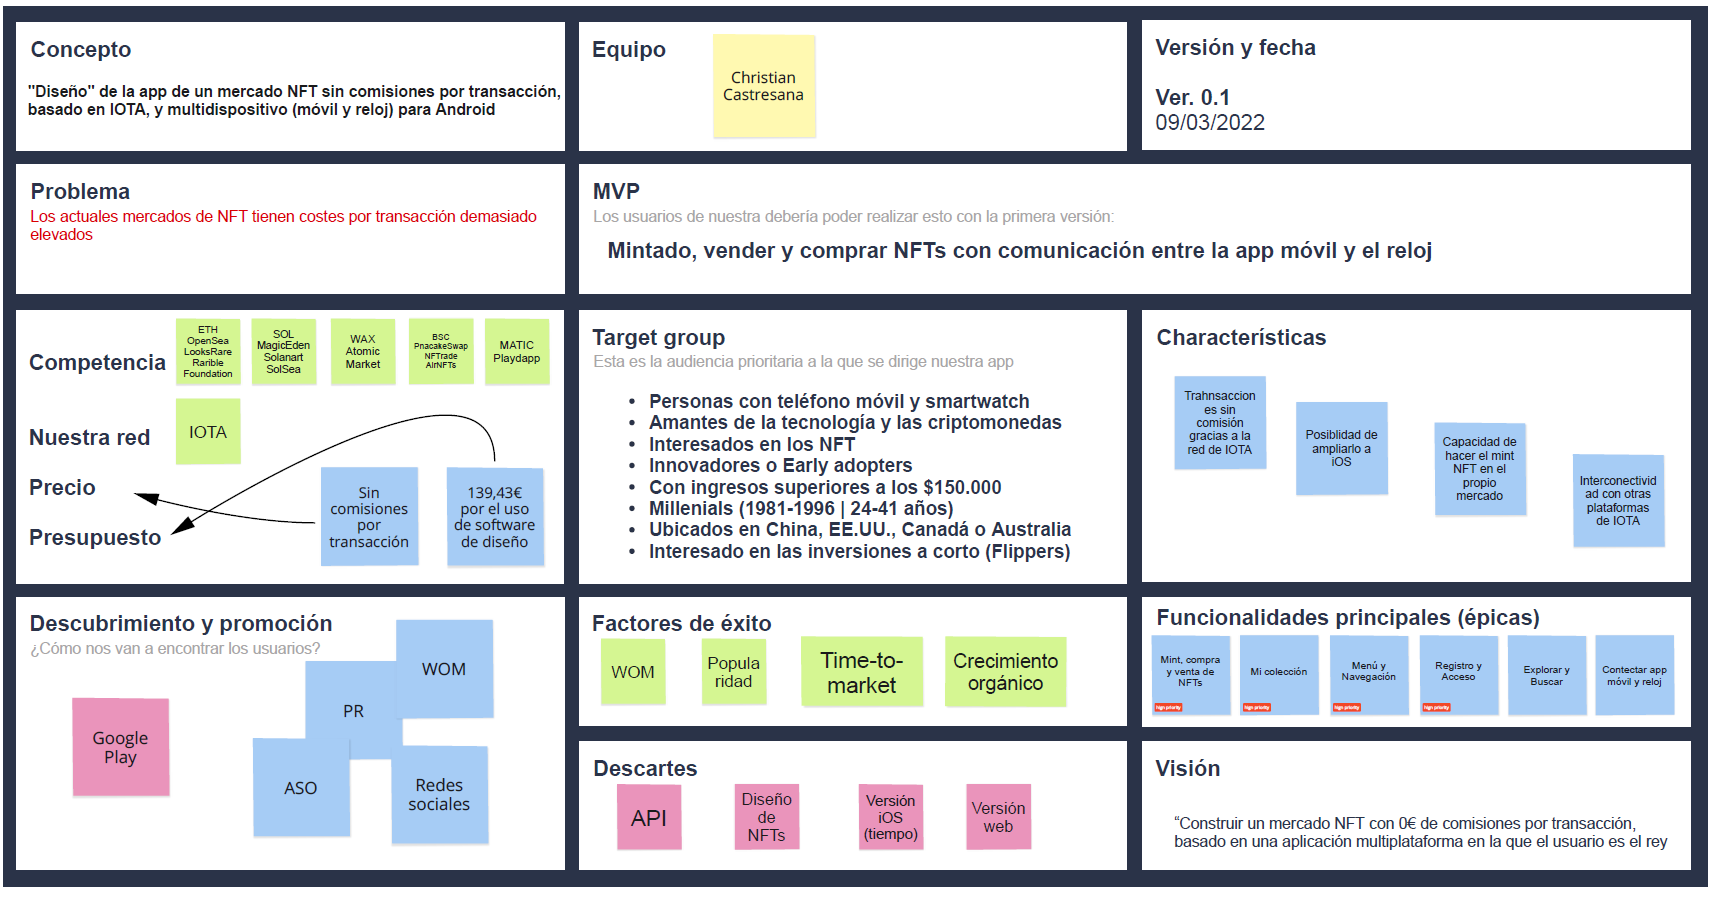 Concepto
"Diseño" de la app de un mercado NFT sin comisiones por transacción,
basado en IOTA, y multidispositivo (móvil y reloj) para Android
Equipo
Christian
Castresana
Versión y fecha
Ver. 0.1
09/03/2022
Problema
Los actuales mercados de NFT tienen costes por transacción demasiado
elevados
MVP
Los usuarios de nuestra debería poder realizar esto con la primera versión:
Mintado, vender y comprar NFTs con comunicación entre la app móvil y el reloj
Competencia
ETH
OpenSea
LooksRare
Rarible
Foundation
SOL
MagicEden
Solanart
SolSea
WAX
Atomic
Market
BSC
PnacakeSwap
NFTrade
AirNFTs
MATIC
Playdapp
Nuestra red
IOTA
Precio
Presupuesto
Sin
comisiones
por
transacción
139,43€
por el uso
de software
de diseño
Target group
Esta es la audiencia prioritaria a la que se dirige nuestra app
• Personas con teléfono móvil y smartwatch
• Amantes de la tecnología y las criptomonedas
• Interesados en los NFT
• Innovadores o Early adopters
• Con ingresos superiores a los $150.000
• Millenials (1981-1996 | 24-41 años)
• Ubicados en China, EE.UU., Canadá o Australia
• Interesado en las inversiones a corto (Flippers)
Características
Trahnsaccion
es sin
comisión
gracias a la
red de IOTA
Posiblidad de
ampliarlo a
iOS
Capacidad de
hacer el mint
NFT en el
propio
mercado
Interconectivid
ad con otras
plataformas
de IOTA
Descubrimiento y promoción
¿Cómo nos van a encontrar los usuarios?
Google
Play
WOM
PR
ASO
Redes
sociales
Factores de éxito
WOM
Popula
ridad
Time-to-
market
Crecimiento
orgánico
Funcionalidades principales (épicas)
Mint, compra
y venta de
NFTs
high priority
Mi colección
high priority
Menú y
Navegación
high priority
Registro y
Acceso
high priority
Explorar y
Buscar
Contectar app
móvil y reloj
Descartes
API
Diseño
de
NFTs
Versión
iOS
(tiempo)
Versión
web
Visión
“Construir un mercado NFT con 0€ de comisiones por transacción,
basado en una aplicación multiplataforma en la que el usuario es el rey